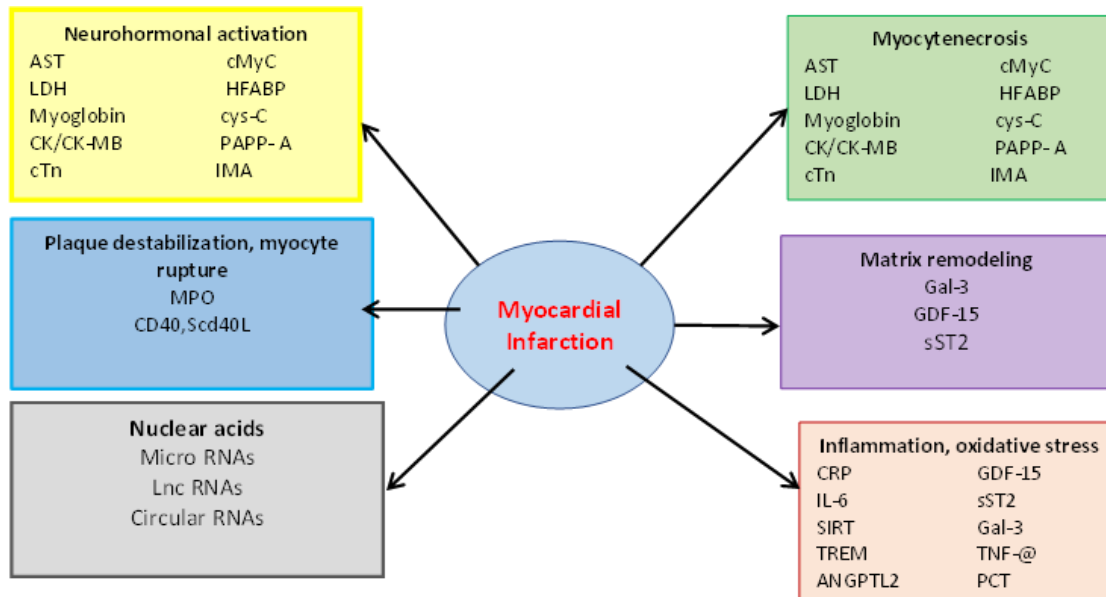 Neurohormonal activation
AST cMyC
LDH HFABP
Myoglobin cys-C
CK/CK-MB PAPP- A
cTn IMA
Myocytenecrosis
AST cMyC
LDH HFABP
Myoglobin cys-C
CK/CK-MB PAPP- A
cTn IMA
Plaque destabilization, myocyte
rupture
MPO
CD40,Scd40L
Myocardial
Infarction
Matrix remodeling
Gal-3
GDF-15
sST2
Nuclear acids
Micro RNAs
Lnc RNAs
Circular RNAs
Inflammation, oxidative stress
CRP GDF-15
IL-6 sST2
SIRT Gal-3
TREM TNF-@
ANGPTL2 PCT